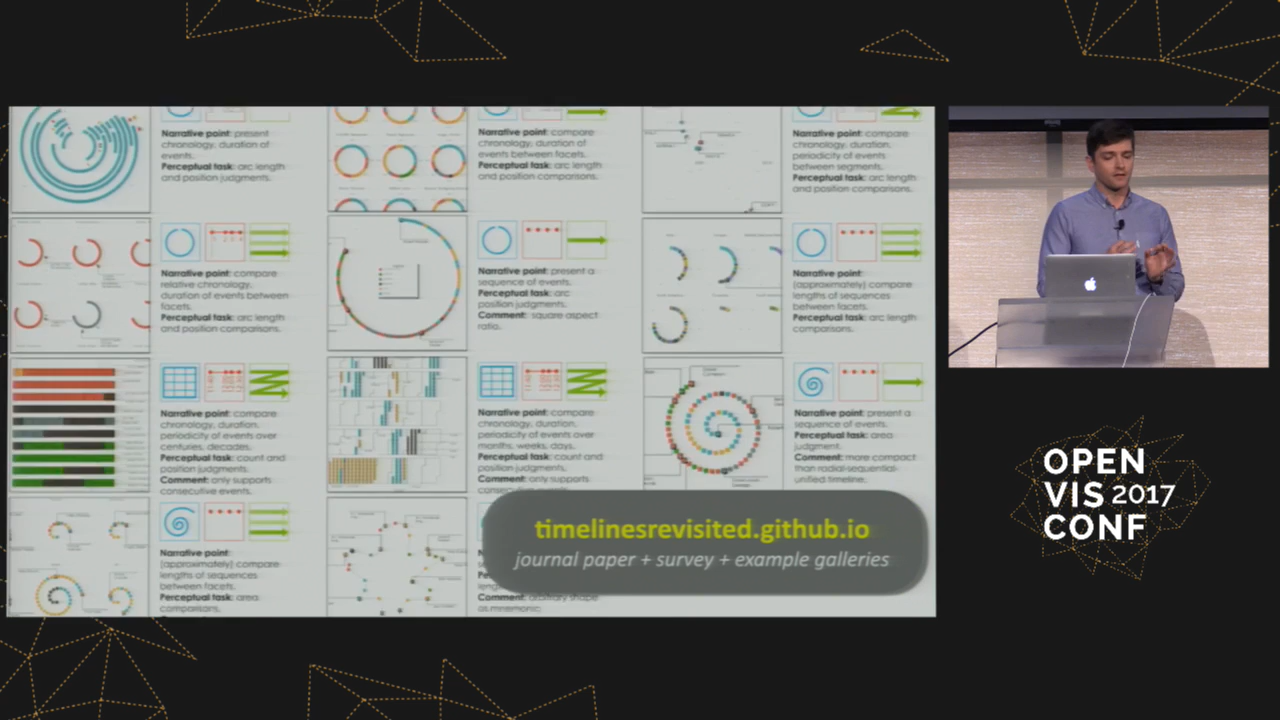 Narrative point: present
chronology, duration of
events.
Perceptual task: arc length
and position judgments.
Narrative point: compare
chronology, duration of
events between facets.
Perceptual task: arc length
and position comparisons.
Narrative point: compare
chronology, duration,
periodicity of events
between segments.
Perceptual task: arc length
and position comparisons.
Narrative point: compare
relative chronology,
duration of events between
facets.
Perceptual task: arc length
and position comparisons.
Narrative point: present a
sequence of events.
Perceptual task: arc
position judgments.
Comment: square aspect
ratio.
Narrative point:
(approximately) compare
lengths of sequences
between facets.
Perceptual task: arc length
comparisons.
Narrative point: compare
chronology, duration,
periodicity of events over
centuries, decades.
Perceptual task: count and
position judgments.
Comment: only supports
consecutive events.
Narrative point: compare
chronology, duration,
periodicity of events over
months, weeks, days.
Perceptual task: count and
position judgments.
Comment: only supports
Narrative point: present a
sequence of events.
Perceptual task: area
judgment.
Comment: more compact
than radial-sequential-
unified timeline;
Narrative point:
(approximately) compare
lengths of sequences
between facets.
Perceptual task: area
comparisons.
as mnemonic;
timelinesrevisited.github.io
journal paper + survey + example galleries
OPEN
VIS 2017
CONF